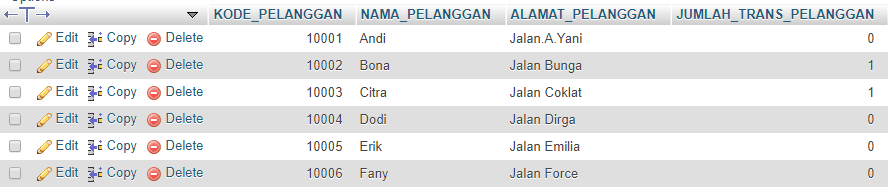 KODE_PELANGGAN NAMA_PELANGGAN ALAMAT_PELANGGAN JUMLAH_TRANS_PELANGGAN
Edit Copy Delete 10001 Andi Jalan.A.Yani 0
Edit Copy Delete 10002 Bona Jalan Bunga 1
Edit Copy Delete 10003 Citra Jalan Coklat 1
Edit Copy Delete 10004 Dodi Jalan Dirga 0
Edit Copy Delete 10005 Erik Jalan Emilia 0
Edit Copy Delete 10006 Fany Jalan Force 0